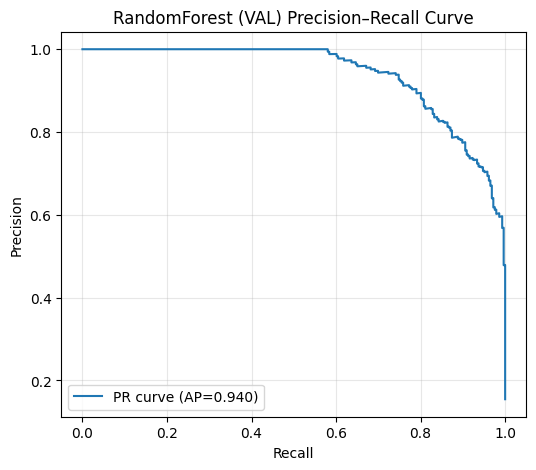 RandomForest (VAL) Precision–Recall Curve
1.0
0.8
0.6
0.4
0.2
Precision
PR curve (AP=0.940)
0.0 0.2 0.4 0.6 0.8 1.0
Recall